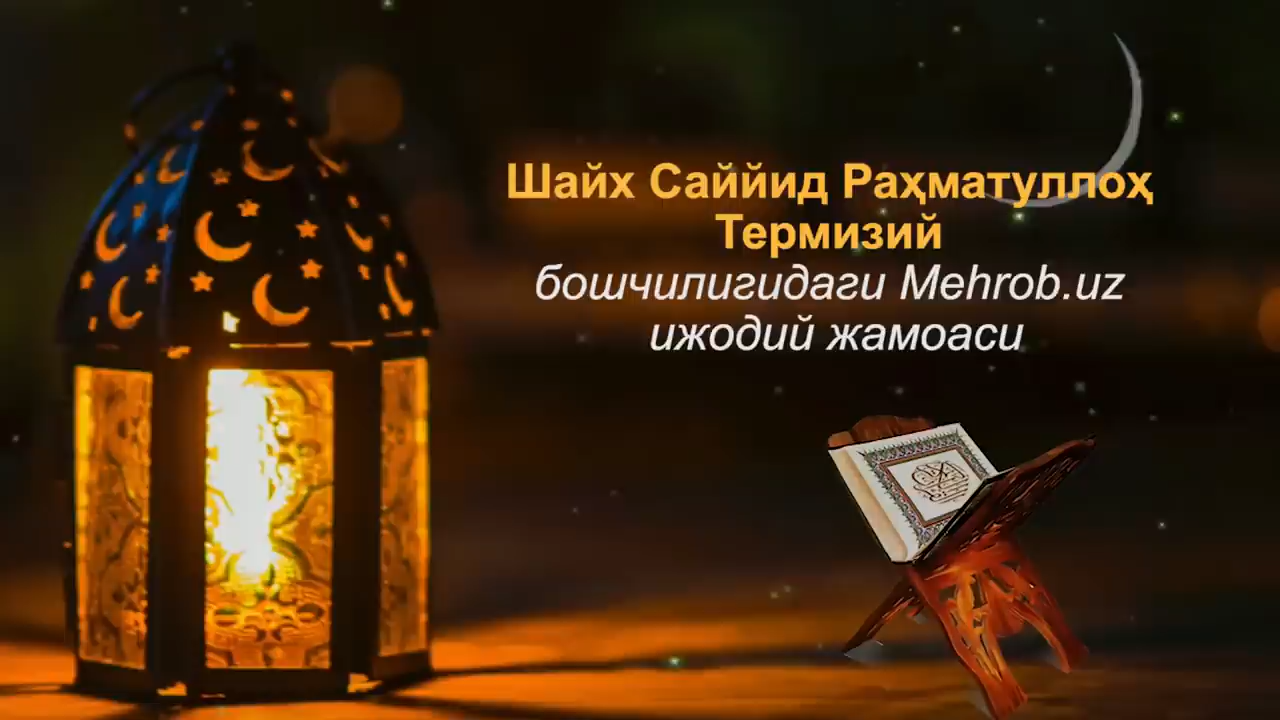 Шайх Саййид Раҳматуллоҳ
Термизий
бошчилигидаги Mehrob.uz
ижодий жамоаси